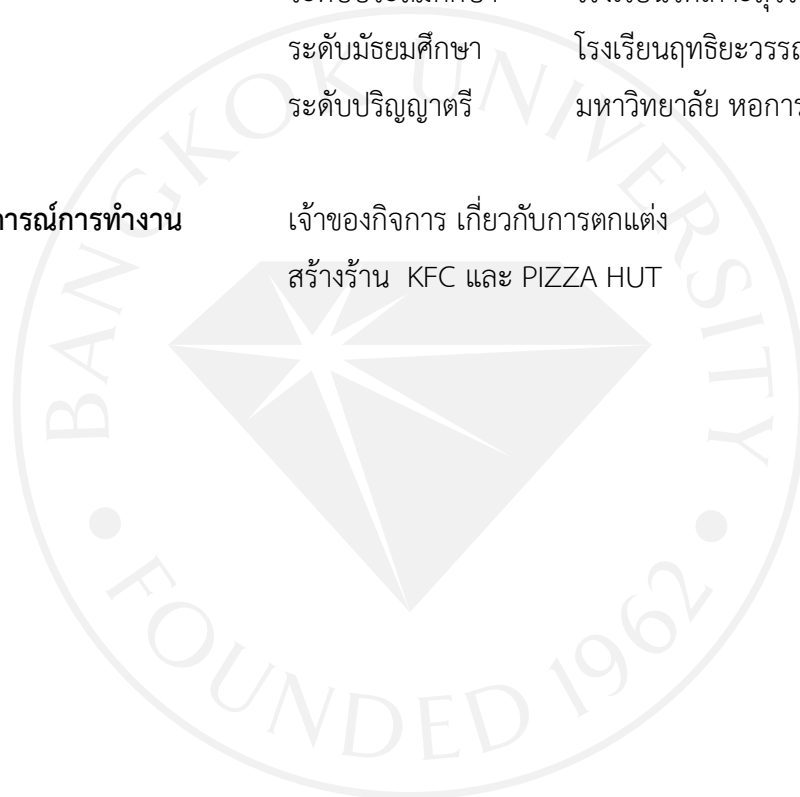 ระดับมัธยมศึกษา โรงเรียนฤทธิยะวรรณ
ระดับปริญญาตรี มหาวิทยาลัย หอการ
ารณ์การทำงาน เจ้าของกิจการ เกี่ยวกับการตกแต่ง
สร้างร้าน KFC และ PIZZA HUT
BANGKOK UNIVERSITY
• FOUNDED 1962 •